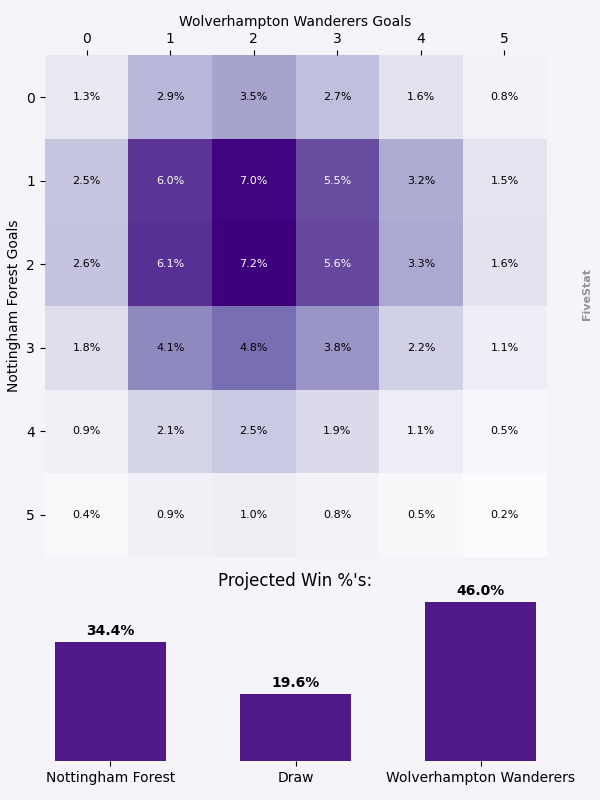 Wolverhampton Wanderers Goals
0 1 2 3 4 5
0 1.3% 2.9% 3.5% 2.7% 1.6% 0.8%
1 2.5% 6.0% 7.0% 5.5% 3.2% 1.5%
2 2.6% 6.1% 7.2% 5.6% 3.3% 1.6%
3 1.8% 4.1% 4.8% 3.8% 2.2% 1.1%
4 0.9% 2.1% 2.5% 1.9% 1.1% 0.5%
5 0.4% 0.9% 1.0% 0.8% 0.5% 0.2%
Nottingham Forest Goals
FiveStat
Projected Win %'s:
34.4% 19.6% 46.0%
Nottingham Forest Draw Wolverhampton Wanderers